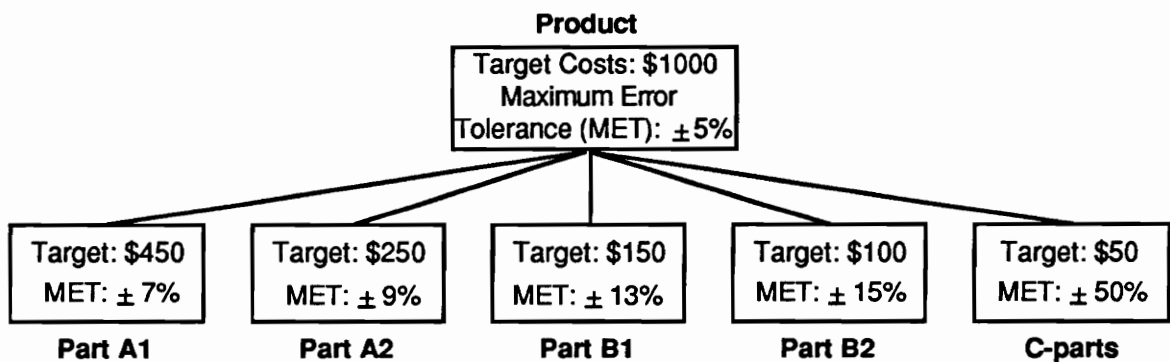 Product
Target Costs: $1000
Maximum Error
Tolerance (MET): ±5%
Target: $450
MET: ± 7%
Part A1
Target: $250
MET: ± 9%
Part A2
Target: $150
MET: ± 13%
Part B1
Target: $100
MET: ± 15%
Part B2
Target: $50
MET: ± 50%
C-parts